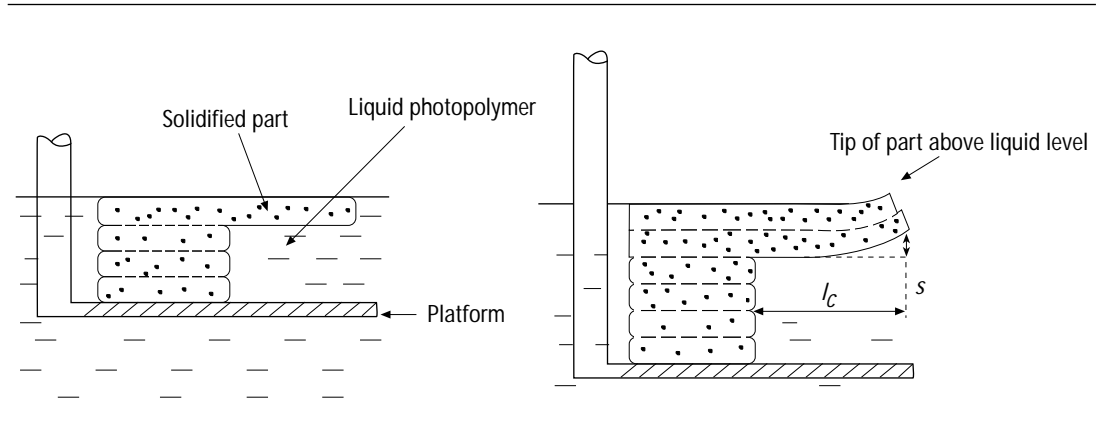 Solidified part
Liquid photopolymer
Platform
Tip of part above liquid level
l_C
s